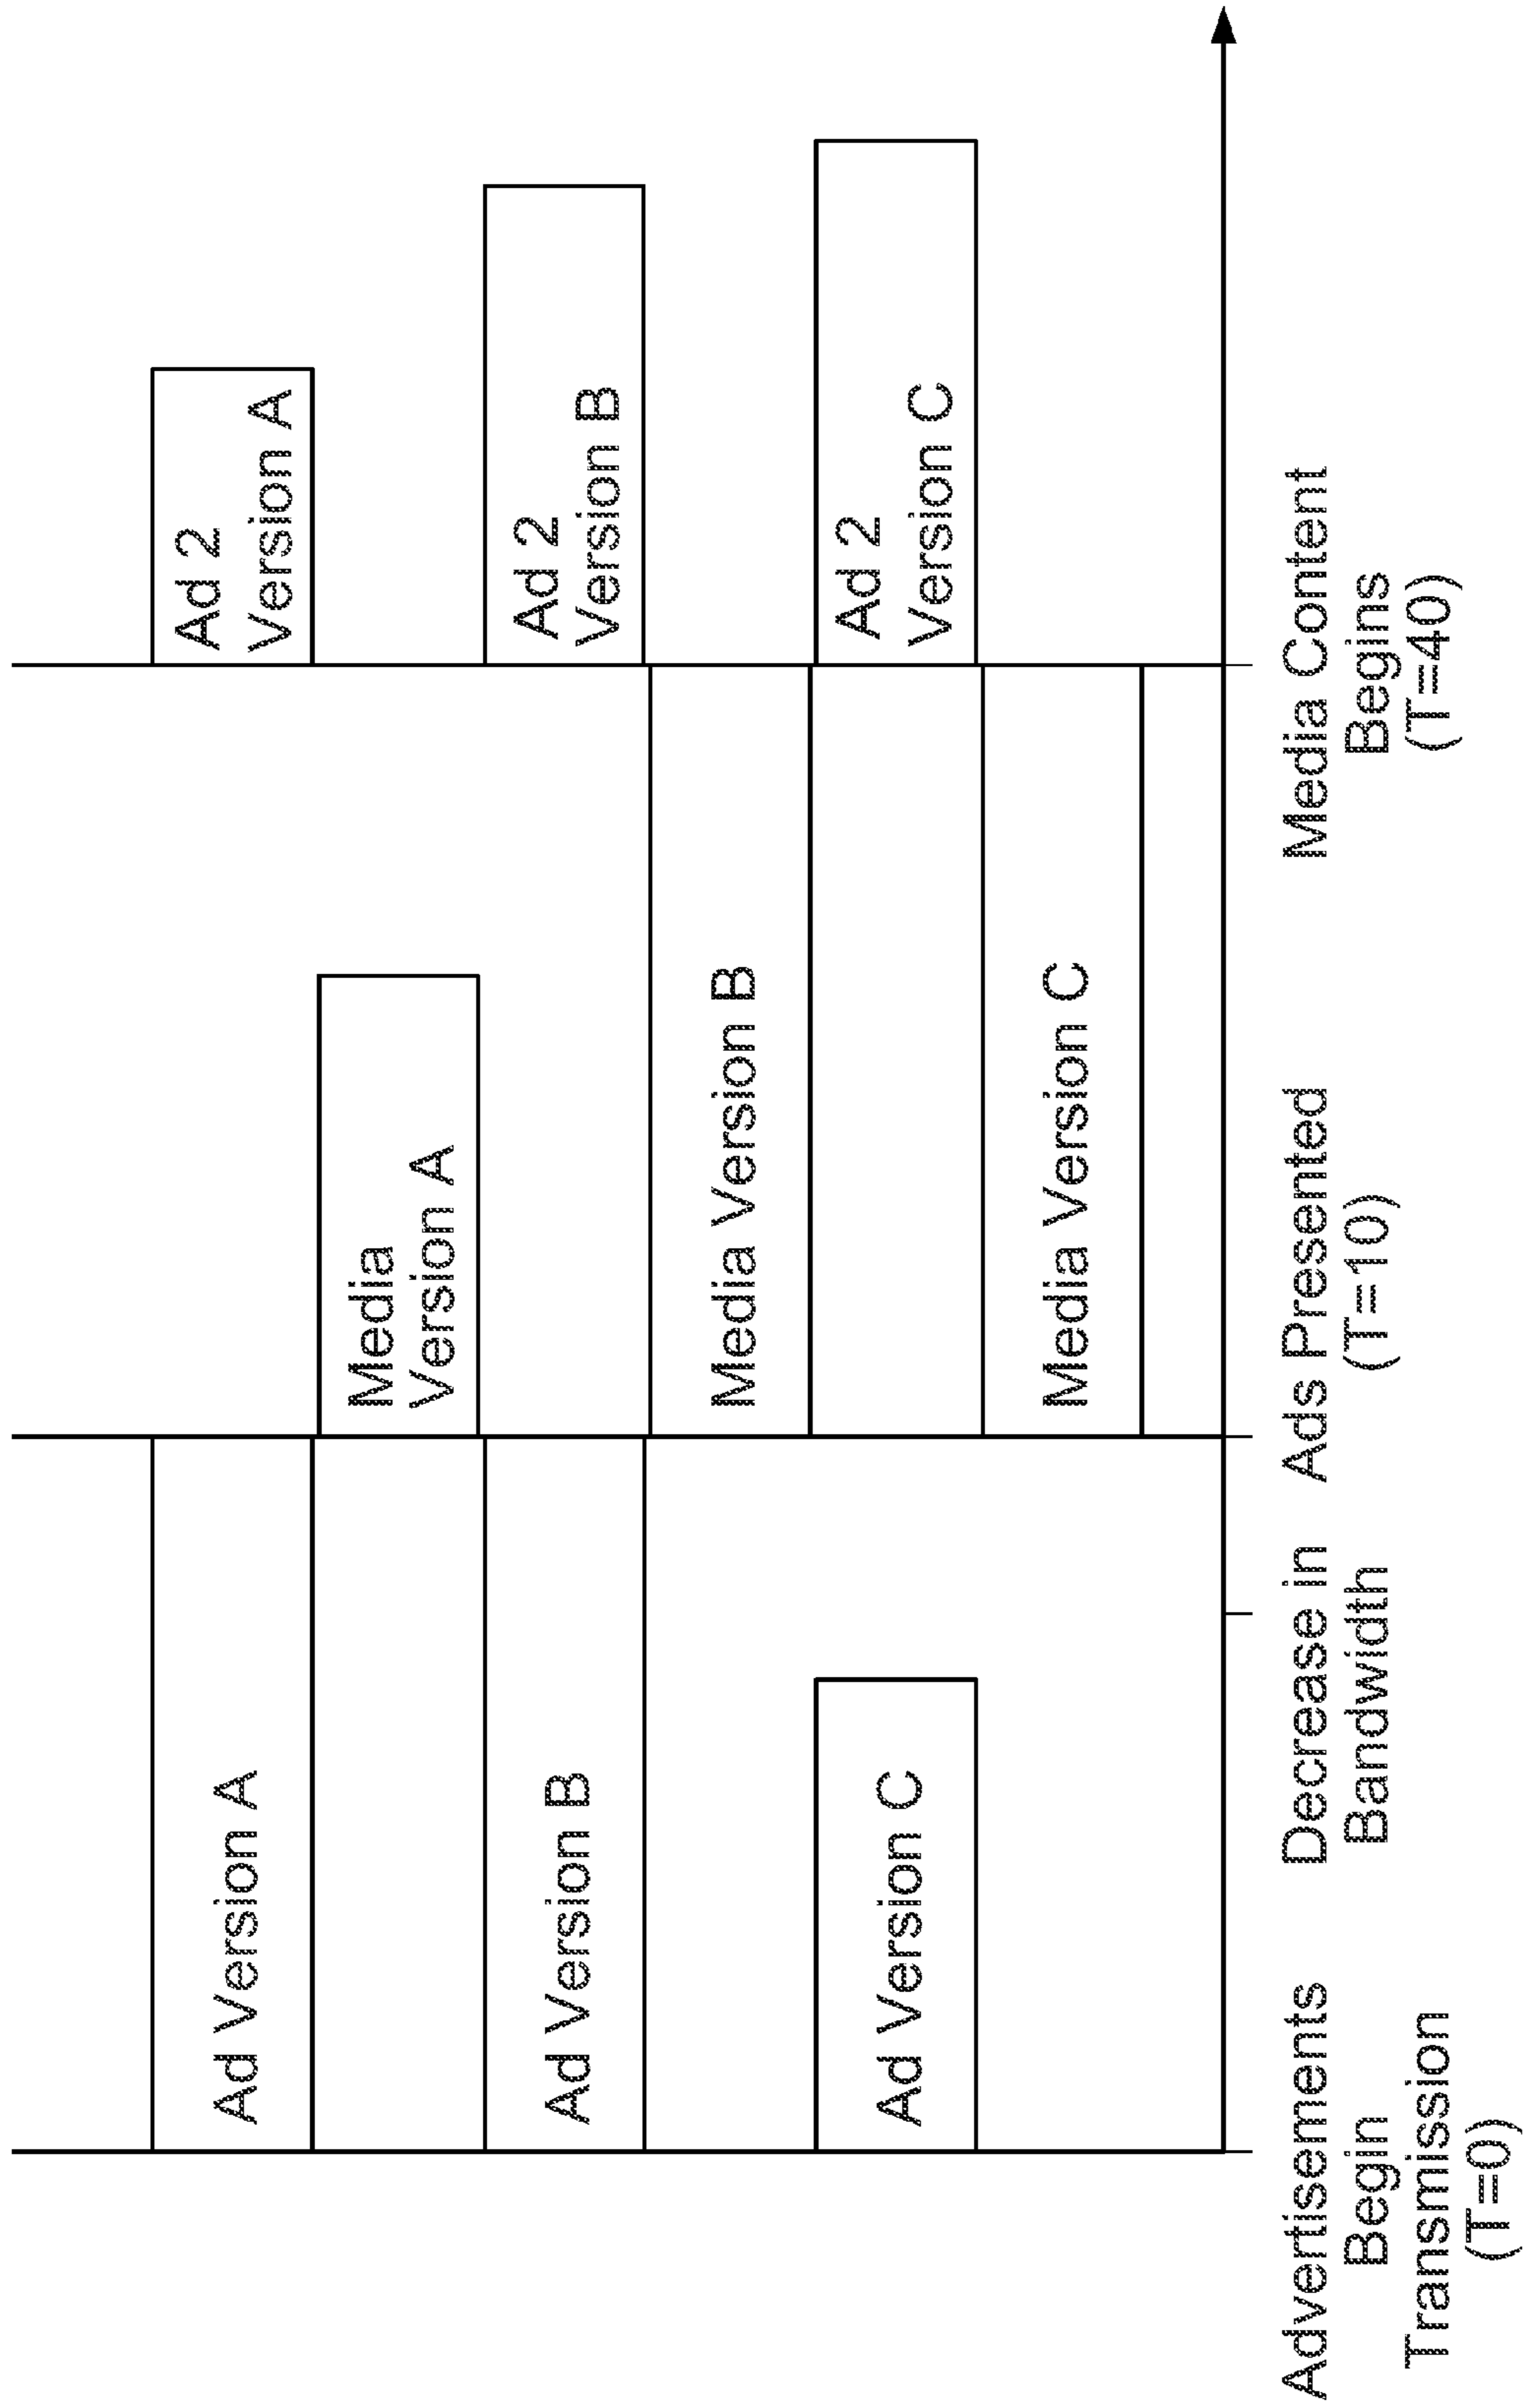 Ad Version A
Ad 2
Version A
Media
Version A
Ad Version B
Ad 2
Version B
Media Version B
Ad Version C
Ad 2
Version C
Media Version C
Advertisements
Begin
Transmission
(T=0)
Decrease in
Bandwidth
Ads Presented
(T=10)
Media Content
Begins
(T=40)